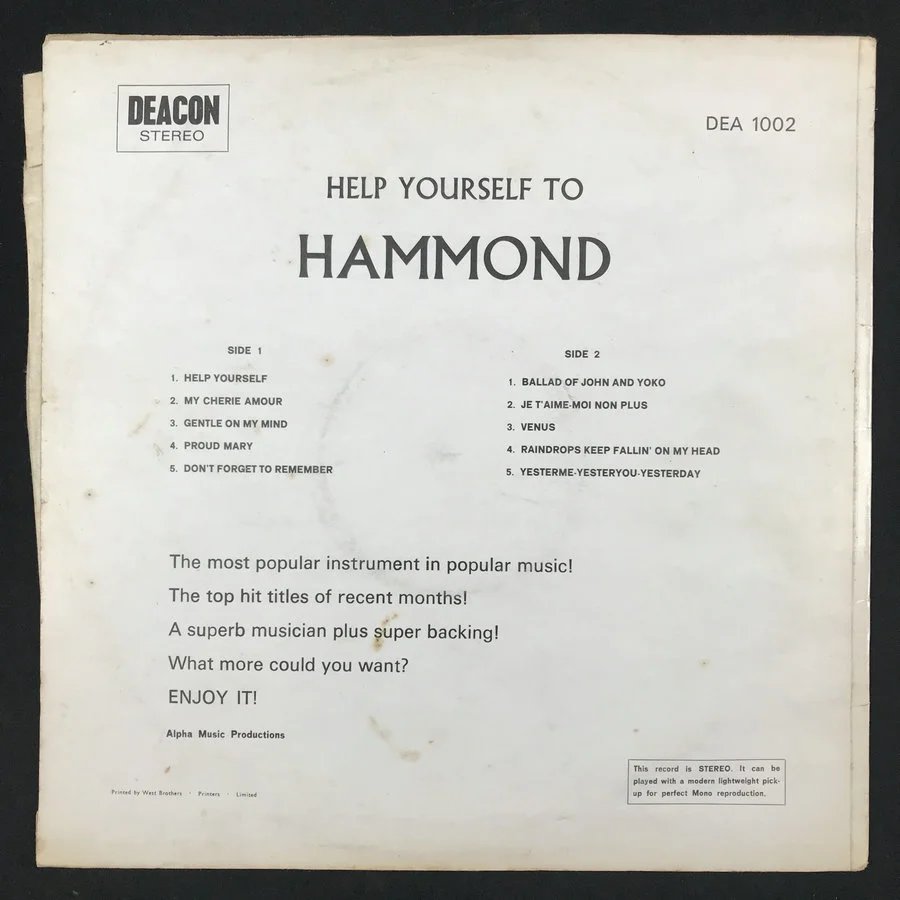 DEACON
STEREO
DEA 1002
HELP YOURSELF TO
HAMMOND
SIDE 1
1. HELP YOURSELF
2. MY CHERIE AMOUR
3. GENTLE ON MY MIND
4. PROUD MARY
5. DON'T FORGET TO REMEMBER
SIDE 2
1. BALLAD OF JOHN AND YOKO
2. JE T'AIME-MOI NON PLUS
3. VENUS
4. RAINDROPS KEEP FALLIN' ON MY HEAD
5. YESTERME-YESTERYOU-YESTERDAY
The most popular instrument in popular music!
The top hit titles of recent months!
A superb musician plus super backing!
What more could you want?
ENJOY IT!
Alpha Music Productions
Printed by West Brothers · Printers · Limited
This record is STEREO. It can be
played with a modern lightweight pick-
up for perfect Mono reproduction.